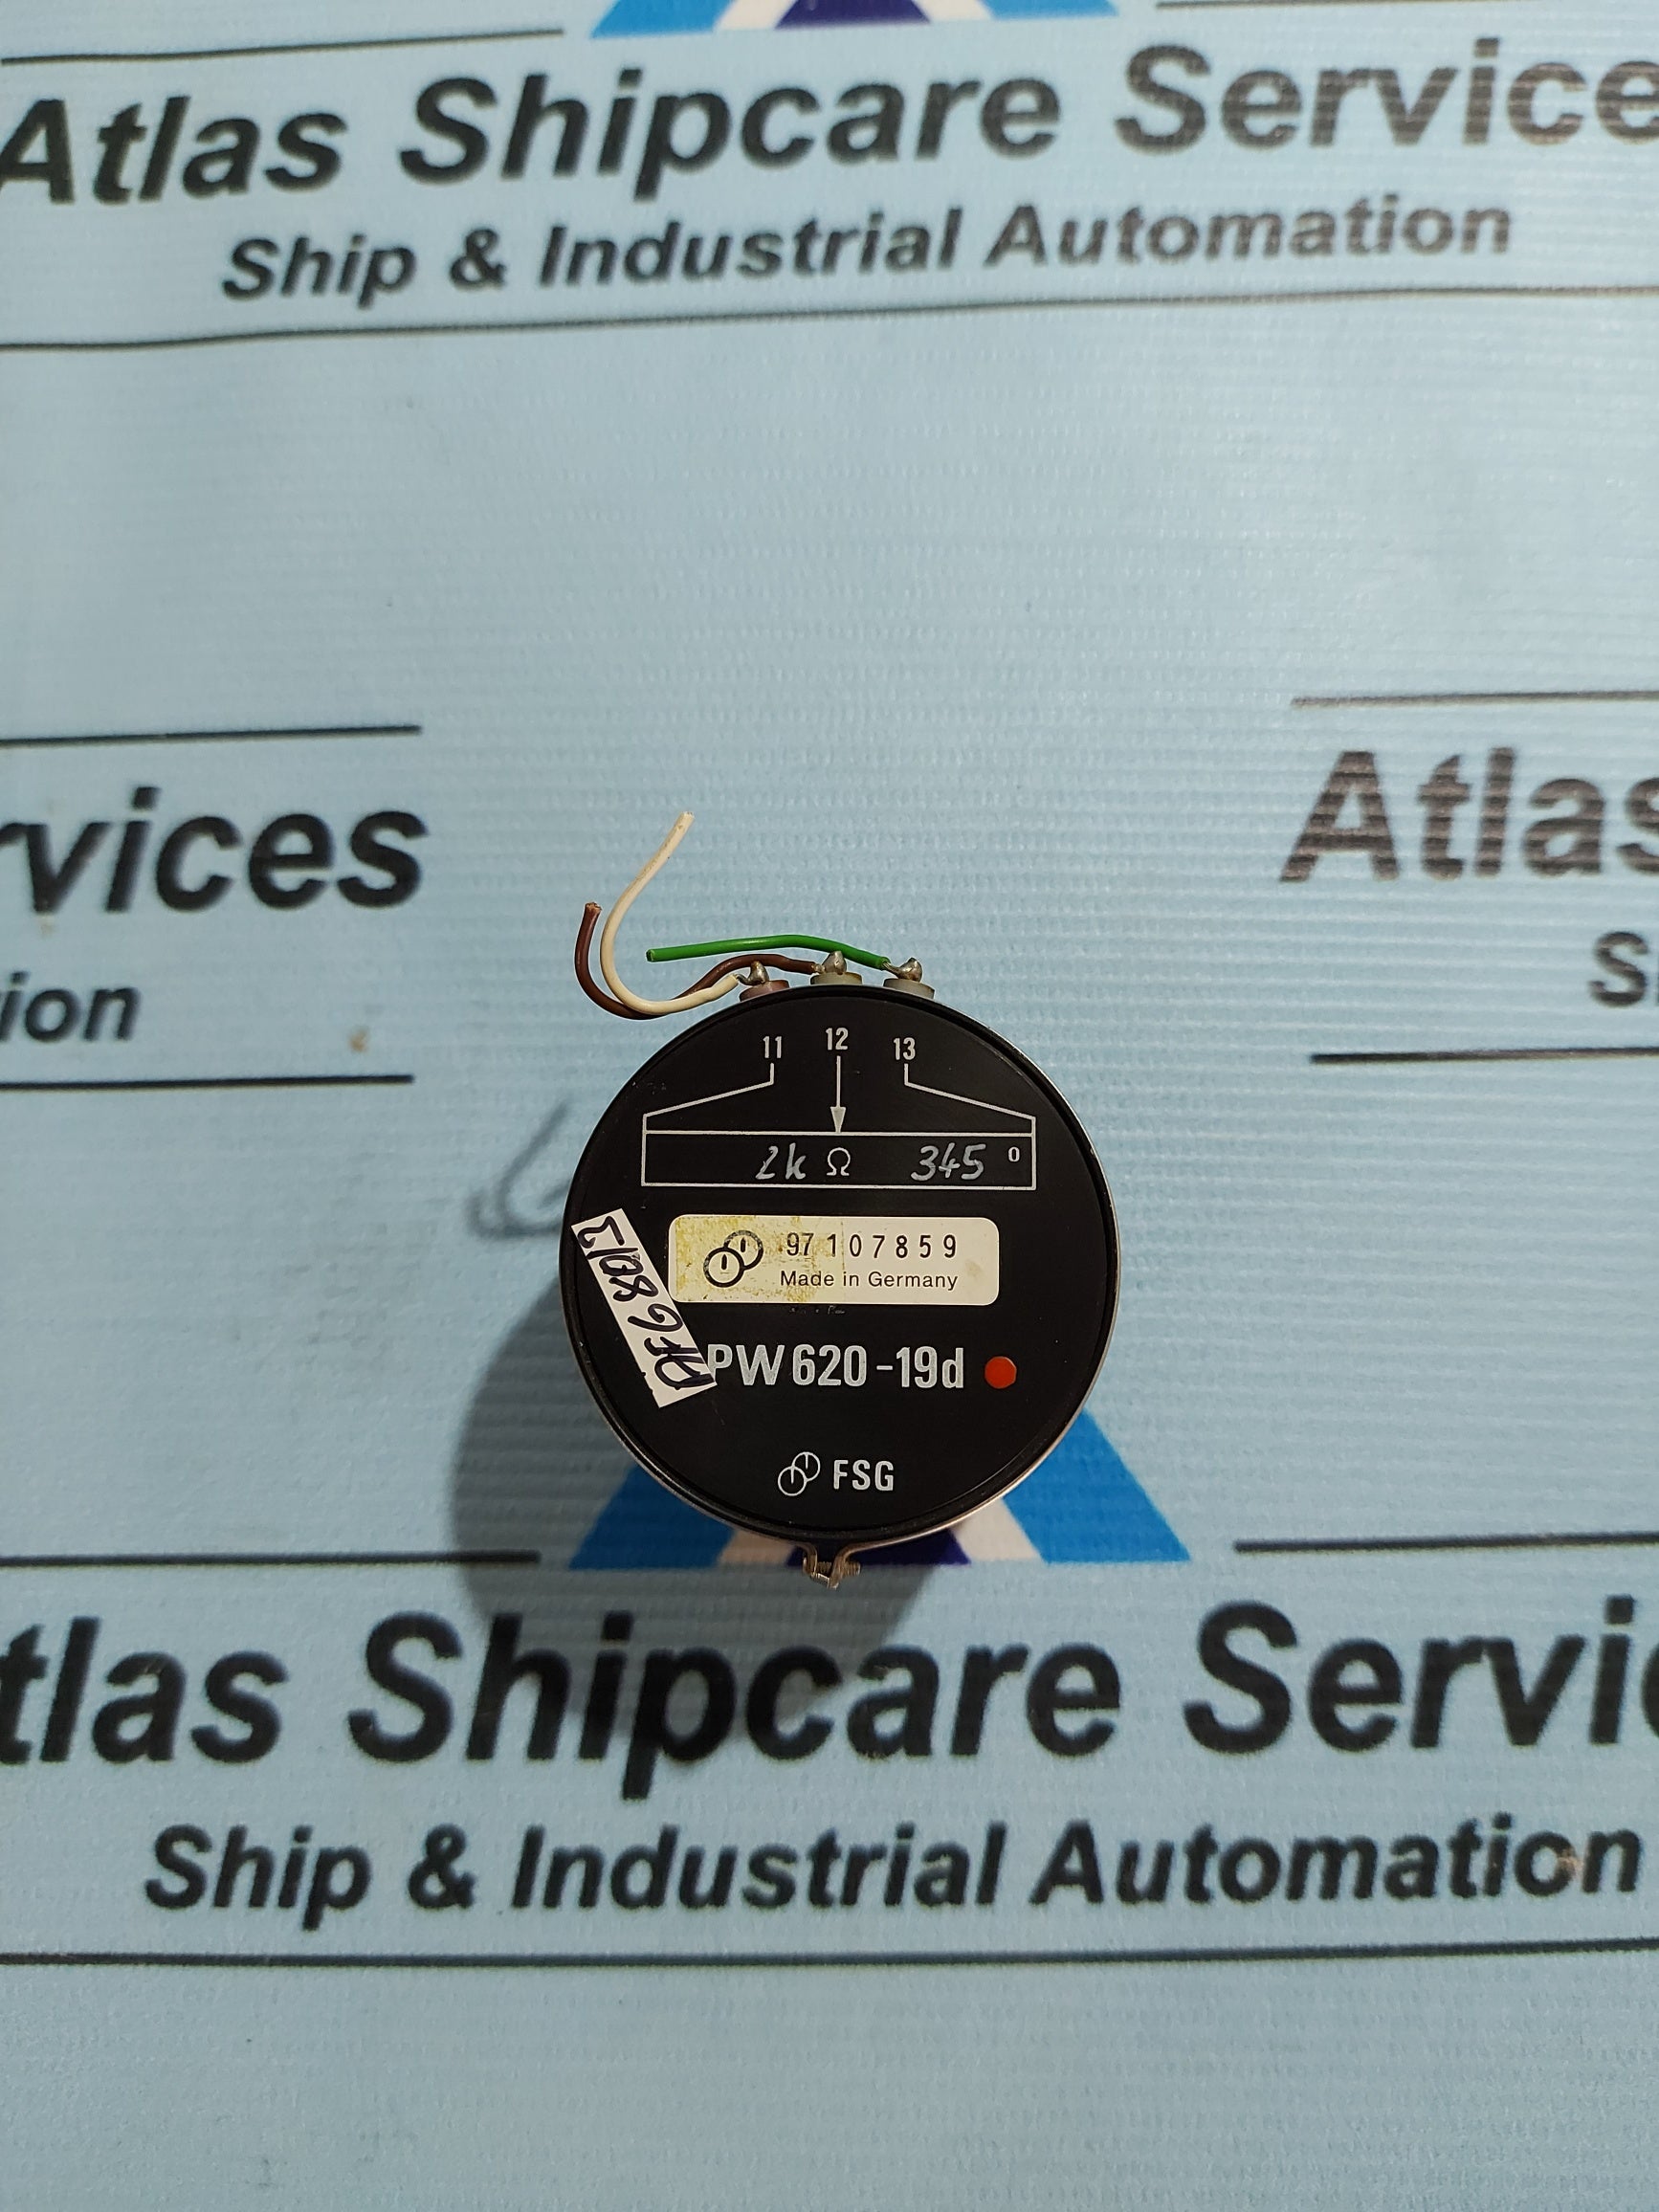 Atlas Shipcare Service
Ship & Industrial Automation
rvices
ion
Atlas
S
11 12 13
2k Ω 345 °
97 107859
Made in Germany
PW620-19d
FSG
tlas Shipcare Servi
Ship & Industrial Automation